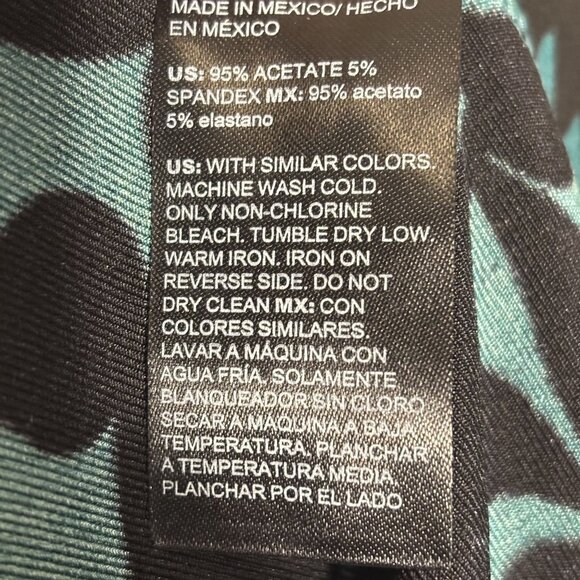 MADE IN MEXICO/ HECHO
EN MÉXICO
US: 95% ACETATE 5%
SPANDEX MX: 95% acetato
5% elastano
US: WITH SIMILAR COLORS.
MACHINE WASH COLD.
ONLY NON-CHLORINE
BLEACH. TUMBLE DRY LOW.
WARM IRON. IRON ON
REVERSE SIDE. DO NOT
DRY CLEAN MX: CON
COLORES SIMILARES.
LAVAR A MÁQUINA CON
AGUA FRÍA. SOLAMENTE
BLANQUEADOR SIN CLORO
SECAR A MÁQUINA A BAJA
TEMPERATURA. PLANCHAR
A TEMPERATURA MEDIA.
PLANCHAR POR EL LADO